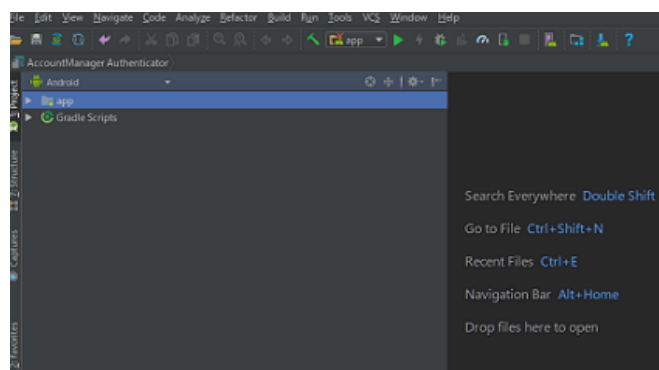 File Edit View Navigate Code Analyze Refactor Build Run Tools VCS Window Help
app
AccountManager Authenticator
Android
app
Gradle Scripts
1: Project
7: Structure
Captures
2: Favorites
Search Everywhere Double Shift
Go to File Ctrl+Shift+N
Recent Files Ctrl+E
Navigation Bar Alt+Home
Drop files here to open